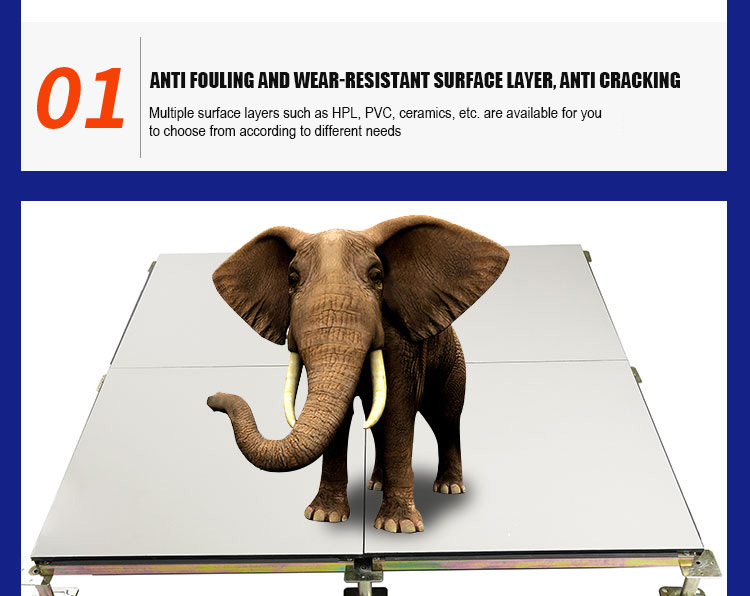 01
ANTI FOULING AND WEAR-RESISTANT SURFACE LAYER, ANTI CRACKING
Multiple surface layers such as HPL, PVC, ceramics, etc. are available for you
to choose from according to different needs